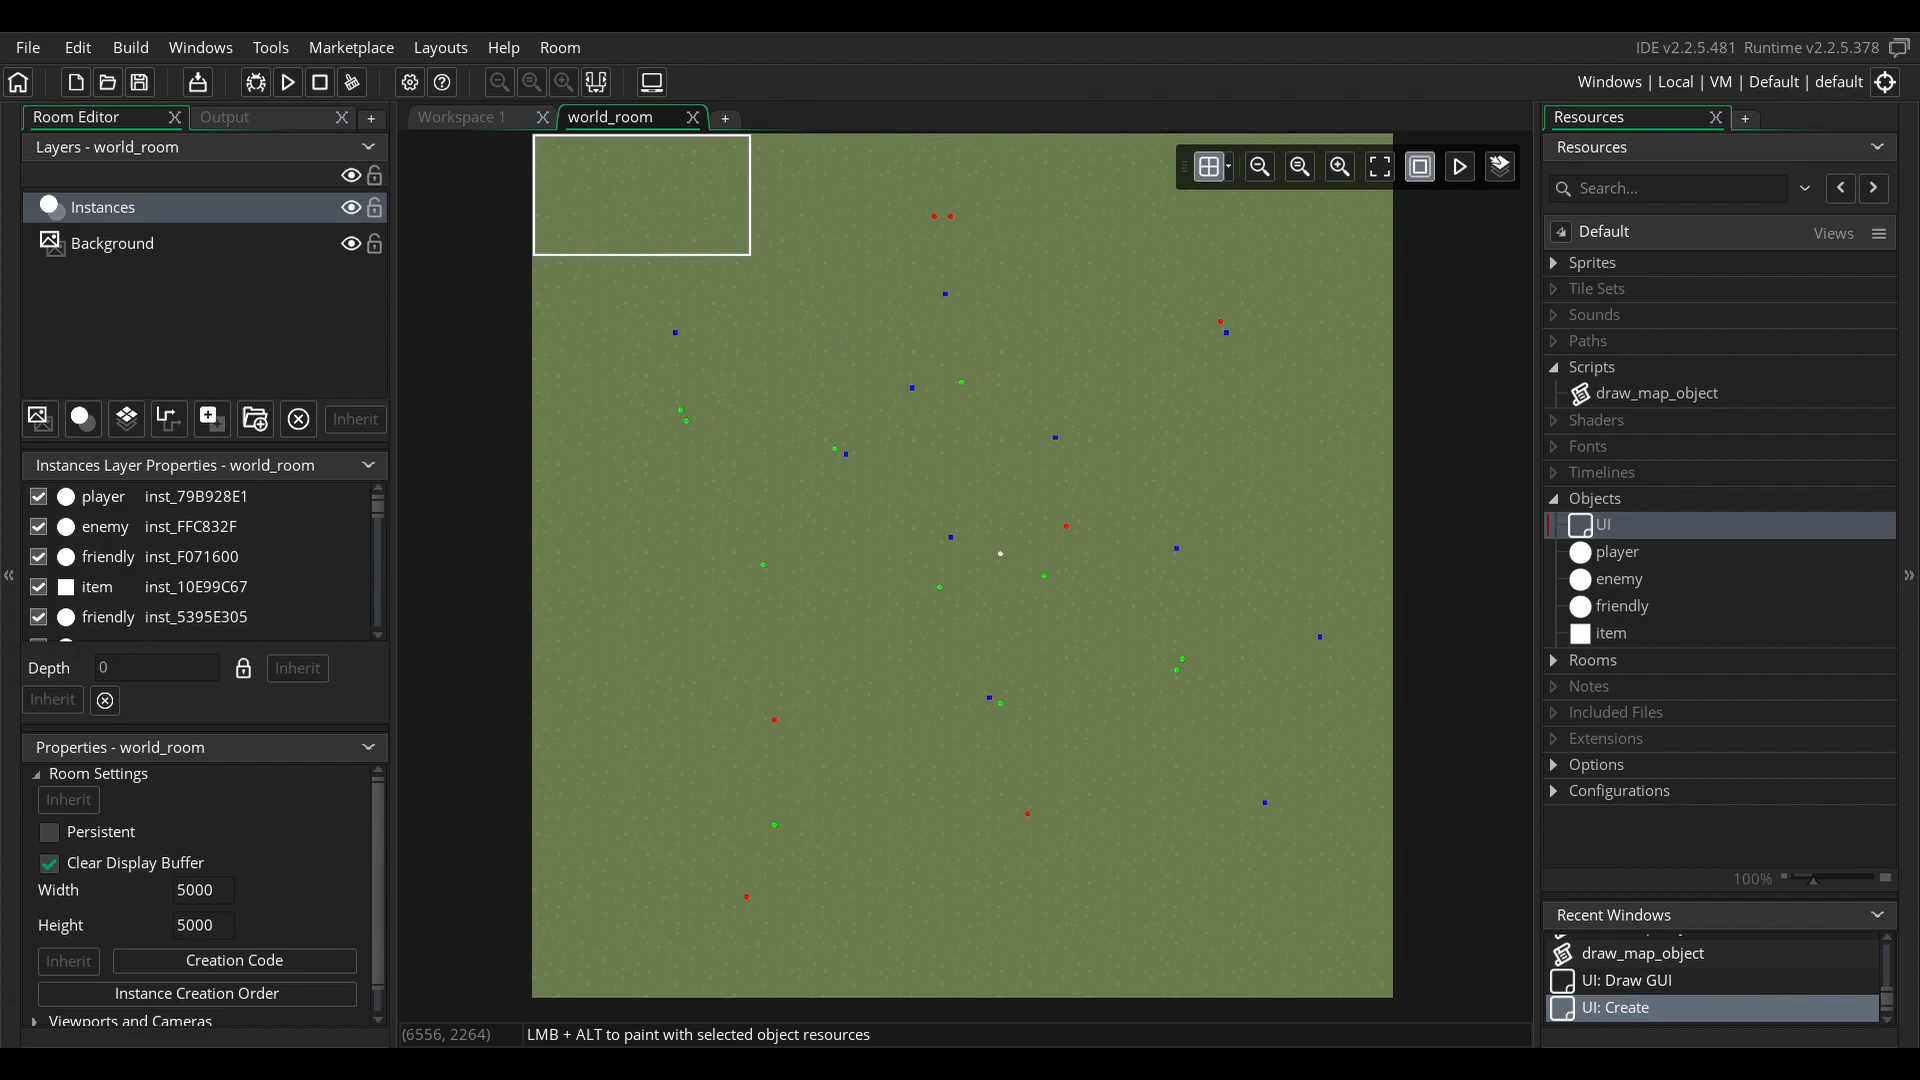 File Edit Build Windows Tools Marketplace Layouts Help Room IDE v2.2.5.481 Runtime v2.2.5.378
Windows | Local | VM | Default | default
Room Editor Output
Layers - world_room
Instances
Background
Inherit
Instances Layer Properties - world_room
player inst_79B928E1
enemy inst_FFC832F
friendly inst_F071600
item inst_10E99C67
friendly inst_5395E305
Depth 0 Inherit
Inherit
Properties - world_room
Room Settings
Inherit
Persistent
Clear Display Buffer
Width 5000
Height 5000
Inherit Creation Code
Instance Creation Order
Viewports and Cameras
Workspace 1 world_room
(6556, 2264) LMB + ALT to paint with selected object resources
Resources
Resources
Search...
Default Views
Sprites
Tile Sets
Sounds
Paths
Scripts
draw_map_object
Shaders
Fonts
Timelines
Objects
UI
player
enemy
friendly
item
Rooms
Notes
Included Files
Extensions
Options
Configurations
100%
Recent Windows
draw_map_object
UI: Draw GUI
UI: Create